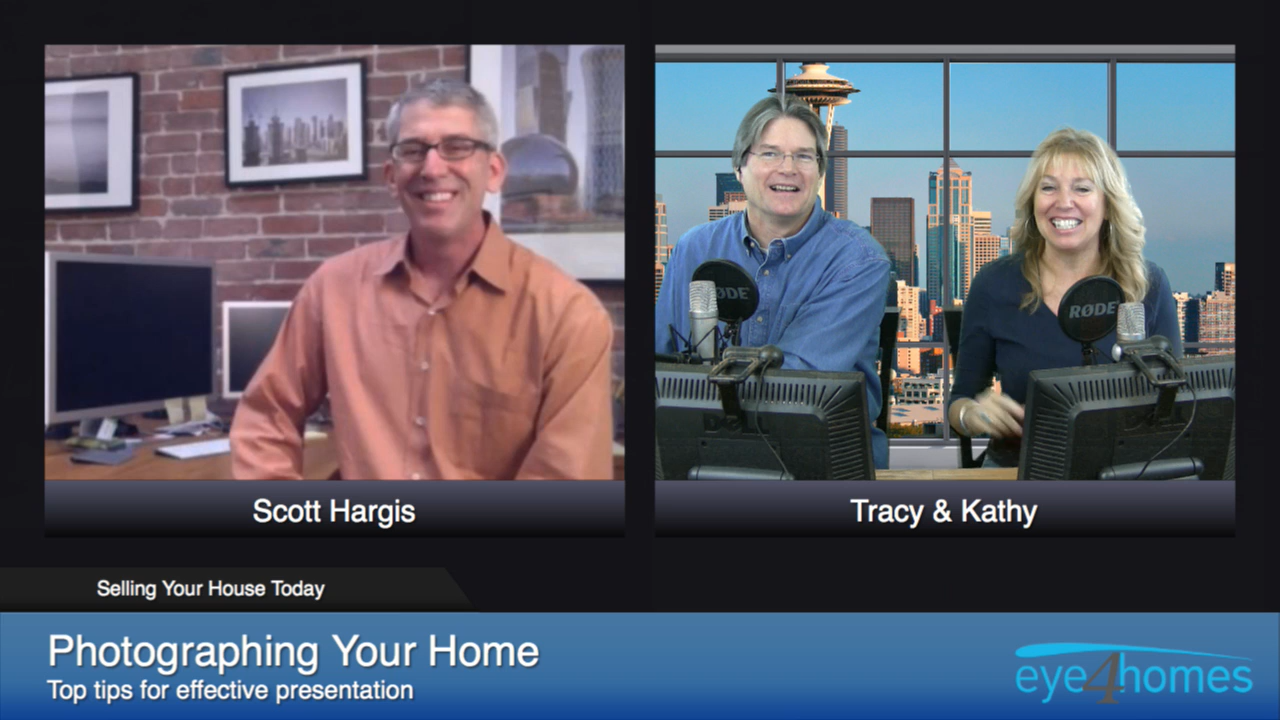 RØDE
RØDE
Scott Hargis
Tracy & Kathy
Selling Your House Today
Photographing Your Home
Top tips for effective presentation
eye4homes